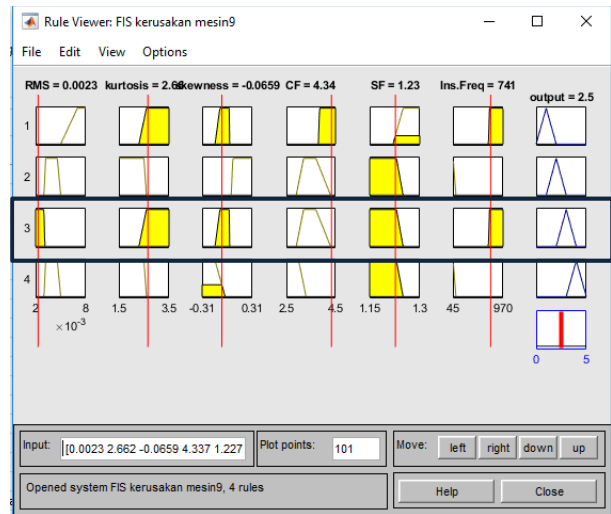 Rule Viewer: FIS kerusakan mesin9
File Edit View Options
RMS = 0.0023 kurtosis = 2.66 skewness = -0.0659 CF = 4.34 SF = 1.23 Ins.Freq = 741
output = 2.5
1
2
3
4
2 8 1.5 3.5 -0.31 0.31 2.5 4.5 1.15 1.3 45 970
× 10-3
0 5
Input: [0.0023 2.662 -0.0659 4.337 1.227 Plot points: 101 Move: left right down up
Opened system FIS kerusakan mesin9, 4 rules Help Close